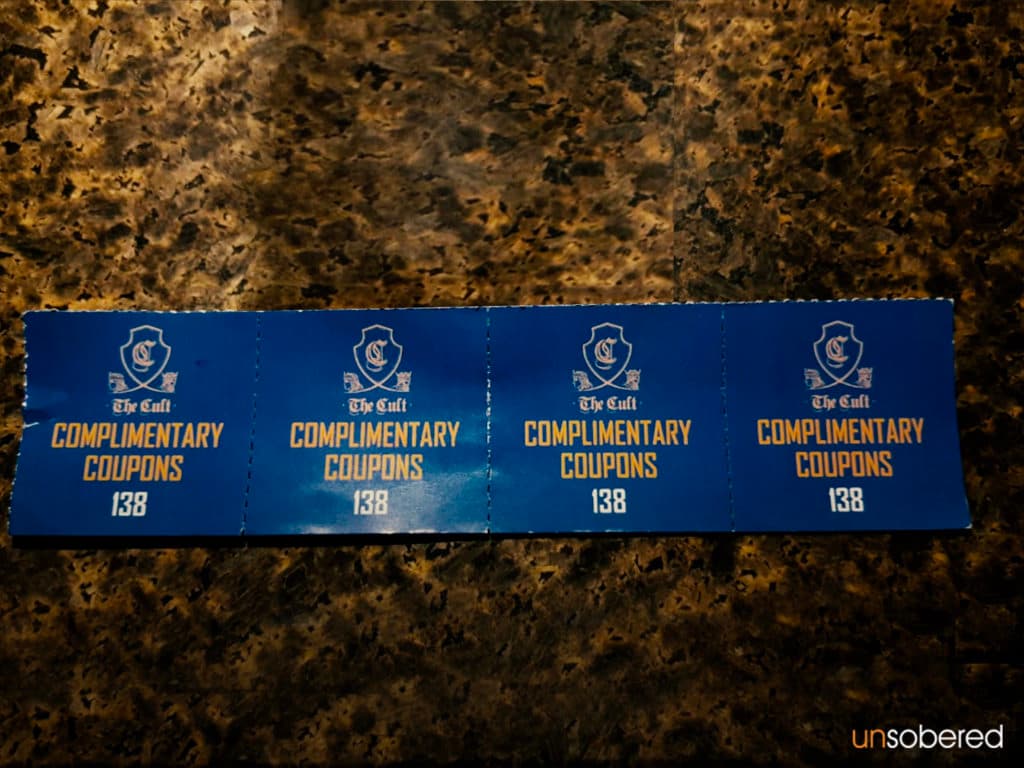 C
The Cult
COMPLIMENTARY
COUPONS
138
C
The Cult
COMPLIMENTARY
COUPONS
138
C
The Cult
COMPLIMENTARY
COUPONS
138
C
The Cult
COMPLIMENTARY
COUPONS
138
unsobered